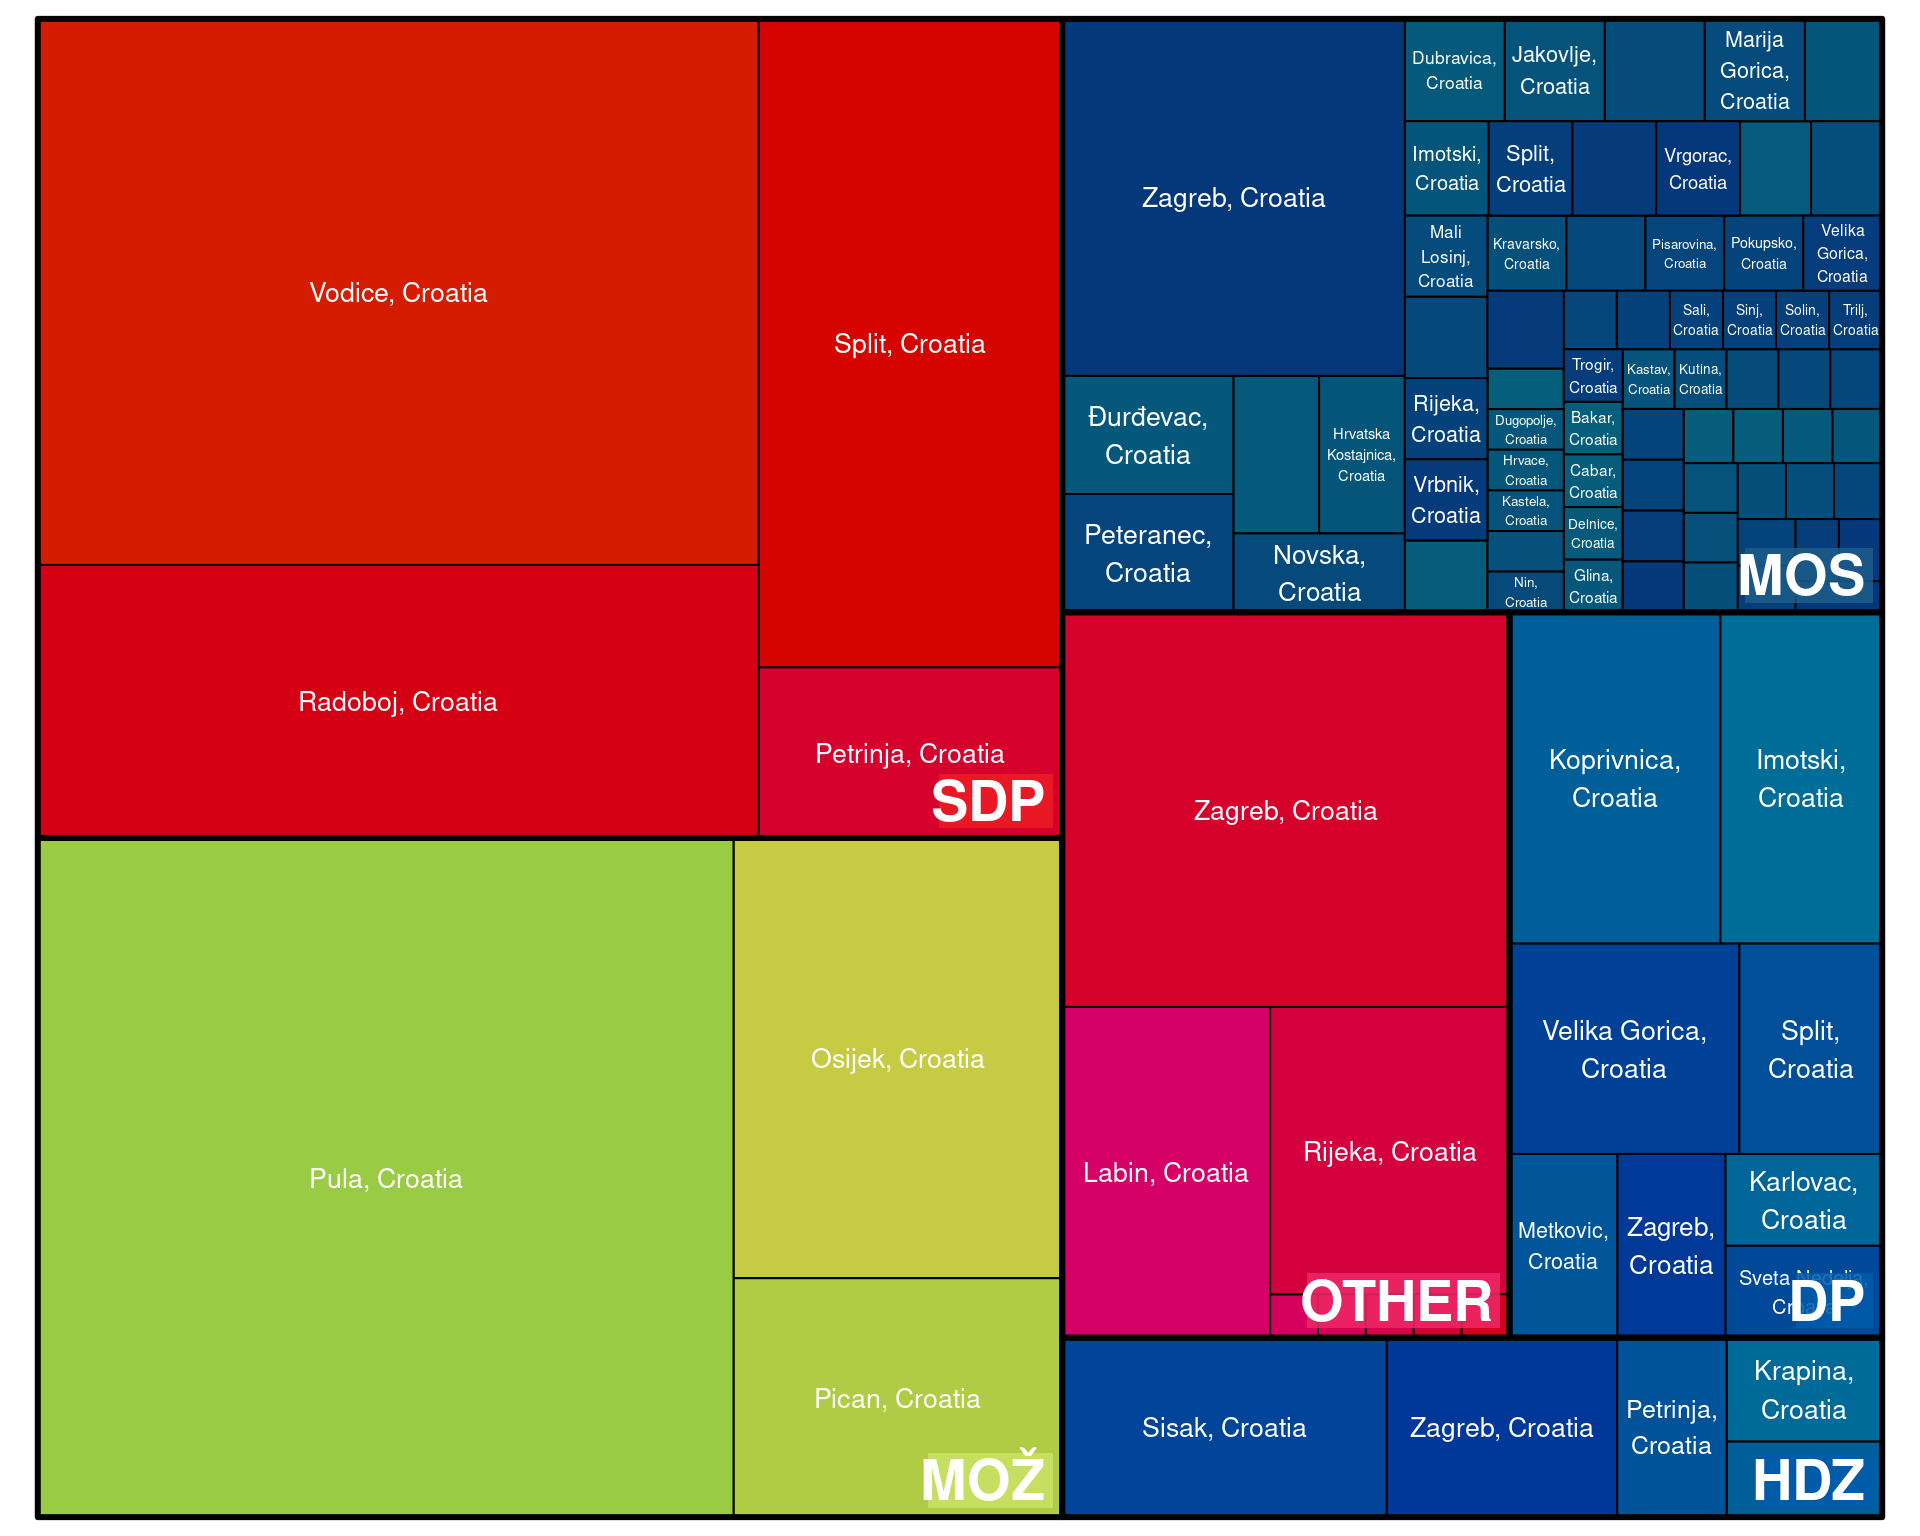 Vodice, Croatia
Split, Croatia
Radoboj, Croatia
Petrinja, Croatia
SDP
Pula, Croatia
Osijek, Croatia
Pican, Croatia
MOŽ
Zagreb, Croatia
Đurđevac,
Croatia
Peteranec,
Croatia
Hrvatska
Kostajnica,
Croatia
Novska,
Croatia
Dubravica,
Croatia
Jakovlje,
Croatia
Marija
Gorica,
Croatia
Imotski,
Croatia
Split,
Croatia
Vrgorac,
Croatia
Mali
Losinj,
Croatia
Kravarsko,
Croatia
Pisarovina,
Croatia
Pokupsko,
Croatia
Velika
Gorica,
Croatia
Sali,
Croatia
Sinj,
Croatia
Solin,
Croatia
Trilj,
Croatia
Rijeka,
Croatia
Vrbnik,
Croatia
Trogir,
Croatia
Kastav,
Croatia
Kutina,
Croatia
Dugopolje,
Croatia
Hrvace,
Croatia
Kastela,
Croatia
Nin,
Croatia
Bakar,
Croatia
Cabar,
Croatia
Delnice,
Croatia
Glina,
Croatia
MOS
Zagreb, Croatia
Labin, Croatia
Rijeka, Croatia
OTHER
Koprivnica,
Croatia
Imotski,
Croatia
Velika Gorica,
Croatia
Split,
Croatia
Metkovic,
Croatia
Zagreb,
Croatia
Karlovac,
Croatia
Sveta Nedelja,
Croatia
DP
Sisak, Croatia
Zagreb, Croatia
Petrinja,
Croatia
Krapina,
Croatia
HDZ